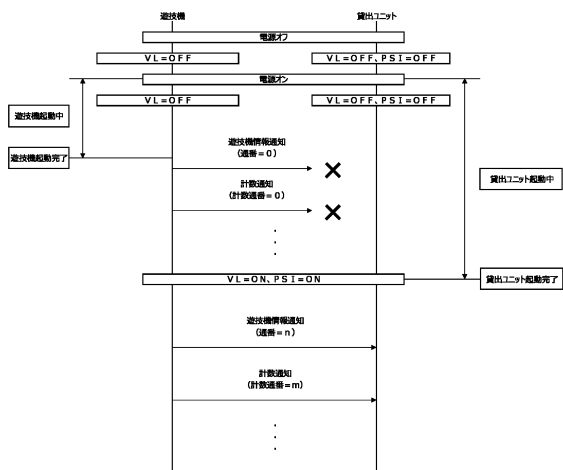 遊技機 貸出ユニット
電源オフ
VL=OFF VL=OFF、PSI=OFF
電源オン
VL=OFF VL=OFF、PSI=OFF
遊技機起動中
遊技機情報通知
(通番=0)
遊技機起動完了
計数通知
(計数通番=0)
貸出ユニット起動中
VL=ON、PSI=ON
貸出ユニット起動完了
遊技機情報通知
(通番=n)
計数通知
(計数通番=m)